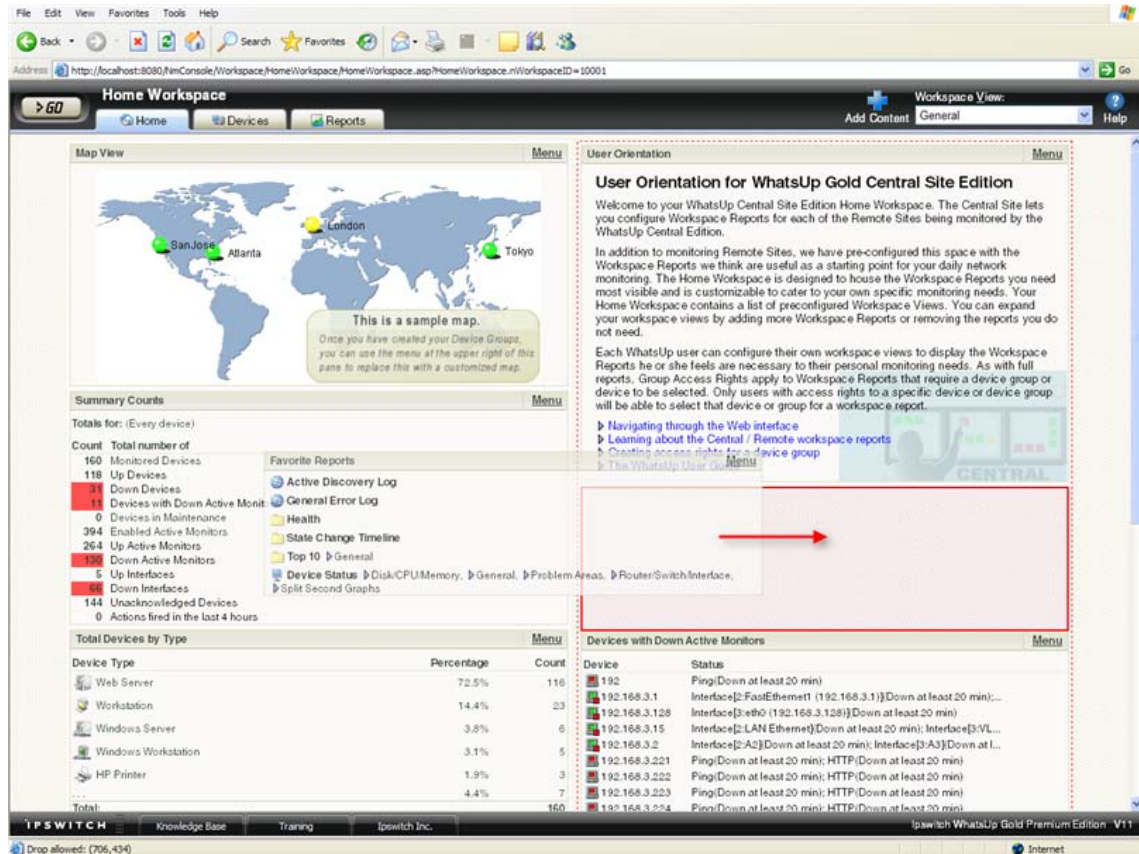 File Edit View Favorites Tools Help
Back Search Favorites
Address http://localhost:8080/NmConsole/Workspace/HomeWorkspace/HomeWorkspace.asp?HomeWorkspace.nWorkspaceID=10001 Go
GO Home Workspace
Home Devices Reports
Add Content
Workspace View:
General
Help
Map View Menu
SanJose
Atlanta
London
Tokyo
This is a sample map.
Once you have created your Device Groups,
you can use the menu at the upper right of this
pane to replace this with a customized map.
Summary Counts Menu
Totals for: (Every device)
Count Total number of
160 Monitored Devices
118 Up Devices
31 Down Devices
11 Devices with Down Active Monit
0 Devices in Maintenance
394 Enabled Active Monitors
264 Up Active Monitors
130 Down Active Monitors
5 Up Interfaces
66 Down Interfaces
144 Unacknowledged Devices
0 Actions fired in the last 4 hours
Favorite Reports Menu
Active Discovery Log
General Error Log
Health
State Change Timeline
Top 10 General
Device Status Disk/CPU/Memory, General, Problem Areas, Router/Switch/Interface,
Split Second Graphs
Total Devices by Type Menu
Device Type Percentage Count
Web Server 72.5% 116
Workstation 14.4% 23
Windows Server 3.8% 6
Windows Workstation 3.1% 5
HP Printer 1.9% 3
... 4.4% 7
Total: 160
User Orientation Menu
User Orientation for WhatsUp Gold Central Site Edition
Welcome to your WhatsUp Central Site Edition Home Workspace. The Central Site lets
you configure Workspace Reports for each of the Remote Sites being monitored by the
WhatsUp Central Edition.
In addition to monitoring Remote Sites, we have pre-configured this space with the
Workspace Reports we think are useful as a starting point for your daily network
monitoring. The Home Workspace is designed to house the Workspace Reports you need
most visible and is customizable to cater to your own specific monitoring needs. Your
Home Workspace contains a list of preconfigured Workspace Views. You can expand
your workspace views by adding more Workspace Reports or removing the reports you do
not need.
Each WhatsUp user can configure their own workspace views to display the Workspace
Reports he or she feels are necessary to their personal monitoring needs. As with full
reports, Group Access Rights apply to Workspace Reports that require a device group or
device to be selected. Only users with access rights to a specific device or device group
will be able to select that device or group for a workspace report.
Navigating through the Web interface
Learning about the Central / Remote workspace reports
Creating access rights for a device group
The WhatsUp User Guide
CENTRAL
Devices with Down Active Monitors Menu
Device Status
192 Ping(Down at least 20 min)
192.168.3.1 Interface[2:FastEthernet1 (192.168.3.1)](Down at least 20 min);...
192.168.3.128 Interface[3:eth0 (192.168.3.128)](Down at least 20 min)
192.168.3.15 Interface[2:LAN Ethernet](Down at least 20 min); Interface[3:VL...
192.168.3.2 Interface[2:A2](Down at least 20 min); Interface[3:A3](Down at l...
192.168.3.221 Ping(Down at least 20 min); HTTP(Down at least 20 min)
192.168.3.222 Ping(Down at least 20 min); HTTP(Down at least 20 min)
192.168.3.223 Ping(Down at least 20 min); HTTP(Down at least 20 min)
192.168.3.224 Ping(Down at least 20 min); HTTP(Down at least 20 min)
IPSWITCH Knowledge Base Training Ipswitch Inc. Ipswitch WhatsUp Gold Premium Edition V11
Drop allowed: (706,434) Internet